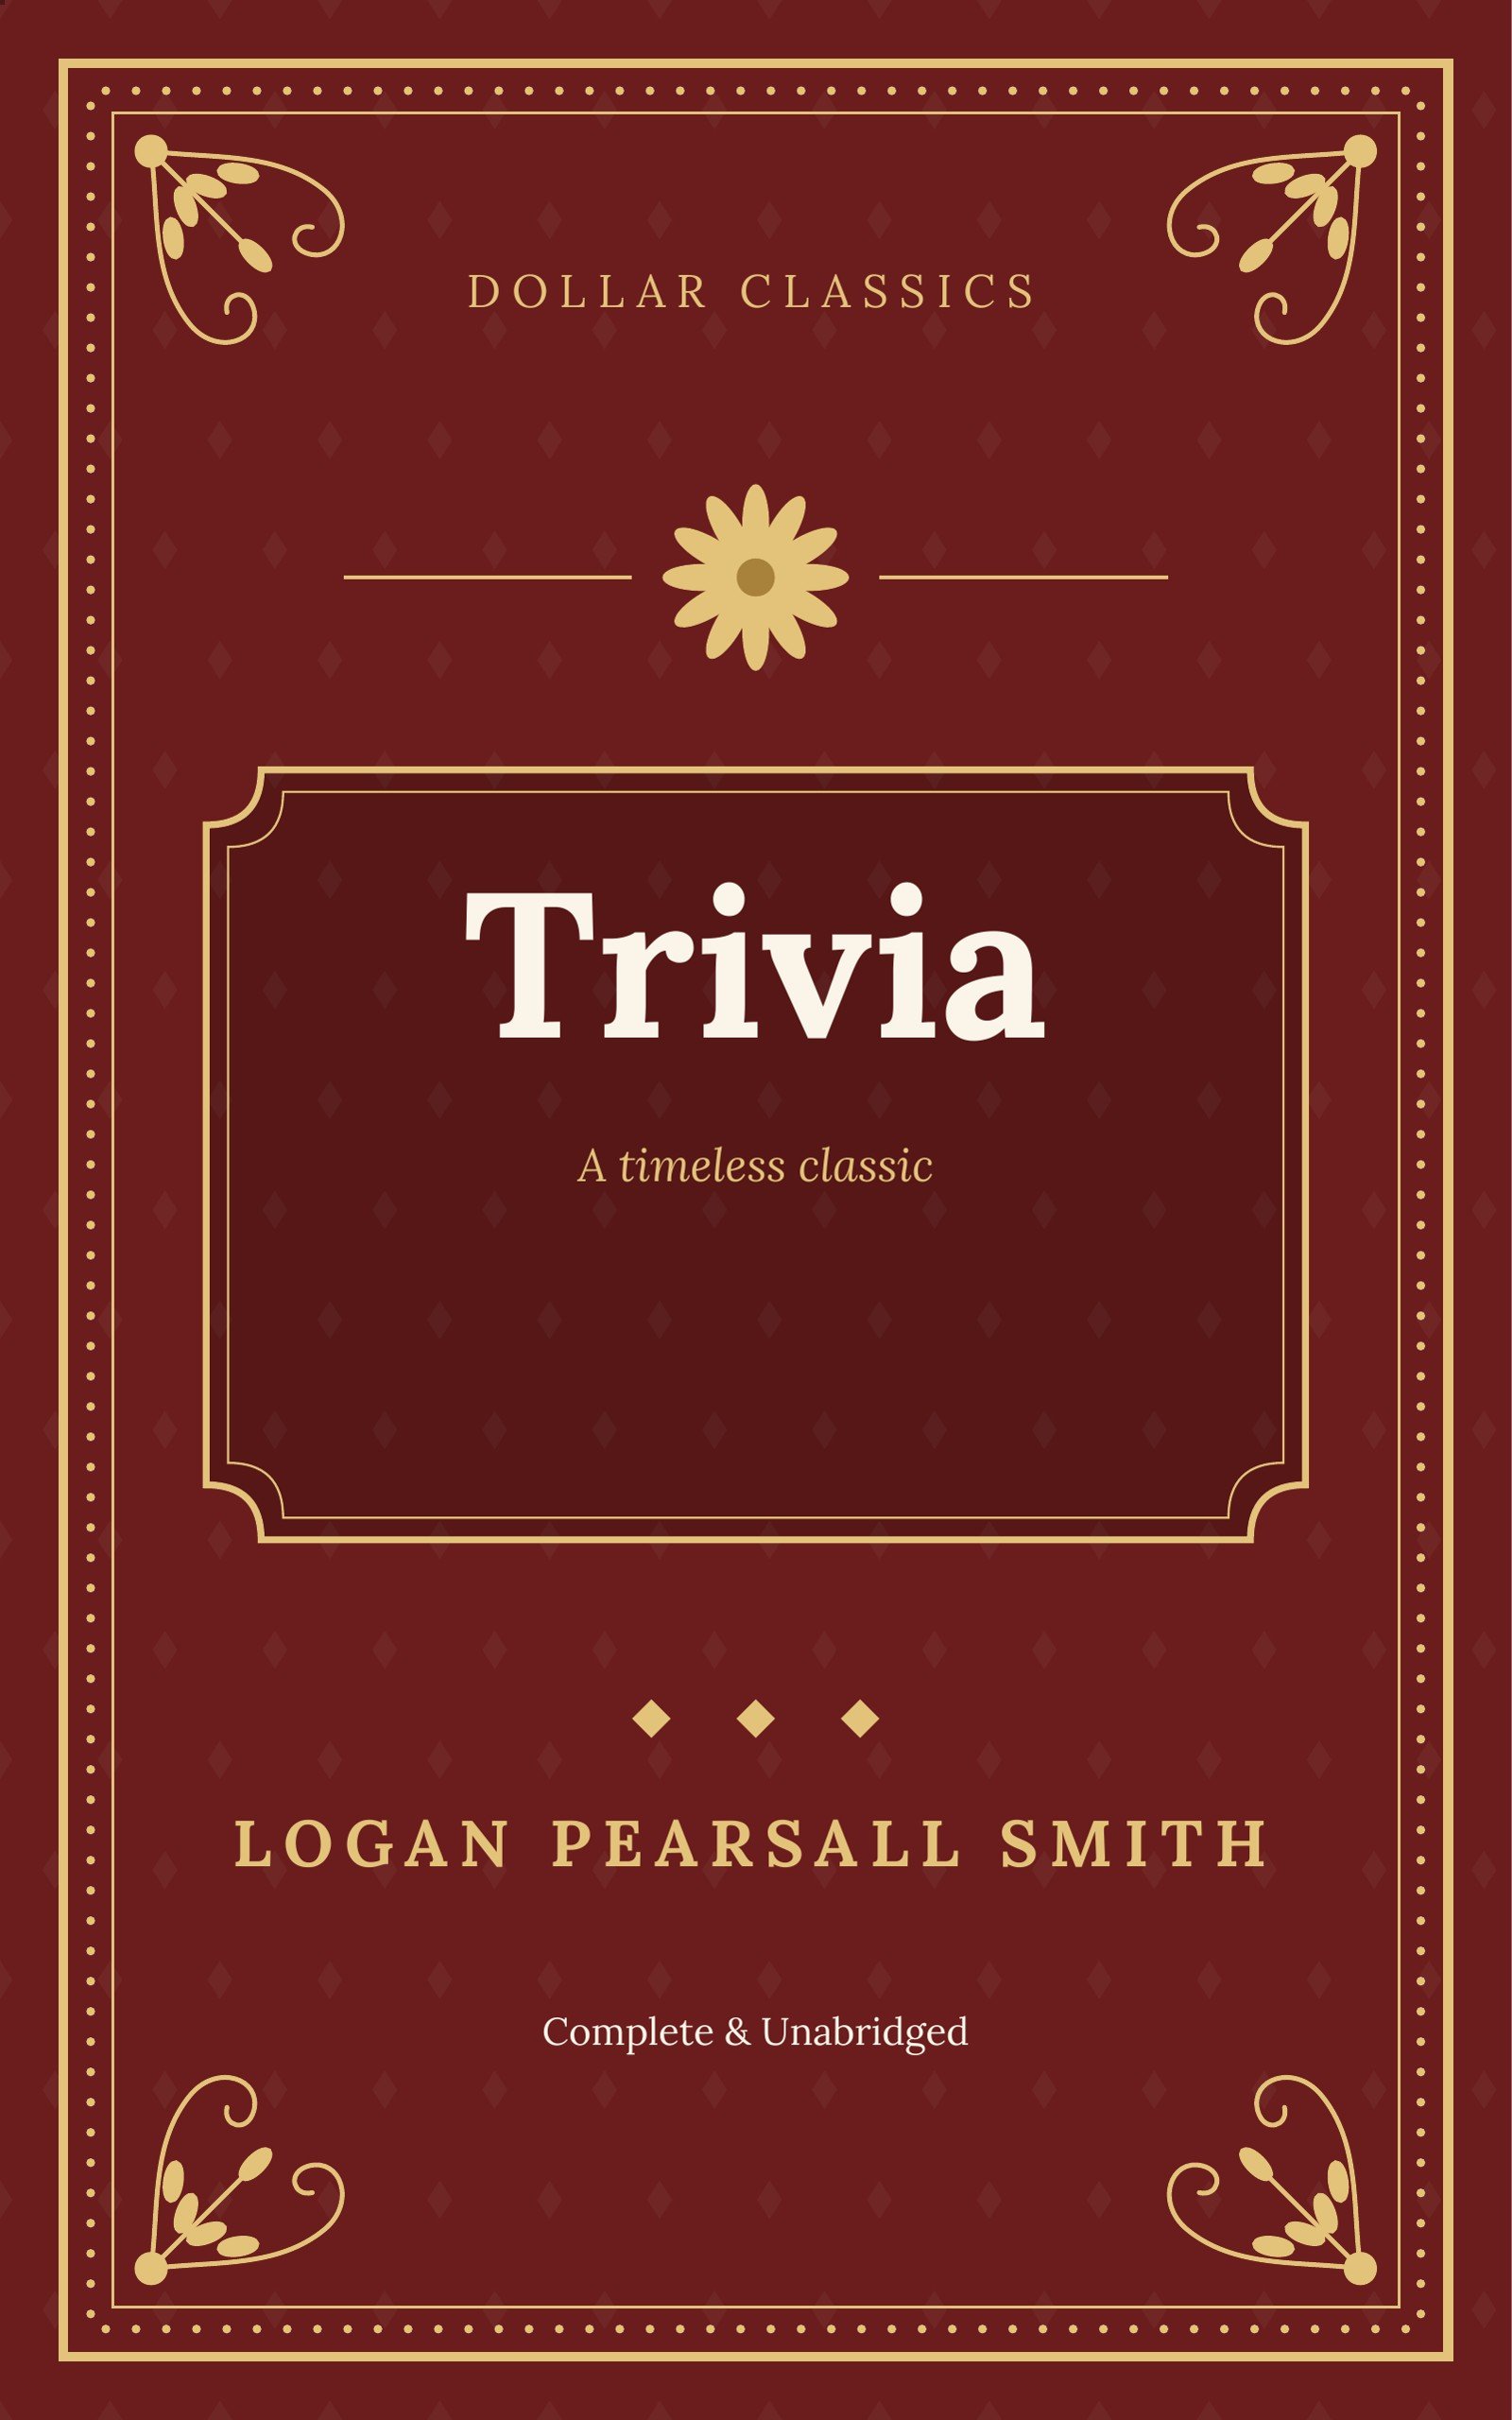 DOLLAR CLASSICS
Trivia
A timeless classic
LOGAN PEARSALL SMITH
Complete & Unabridged